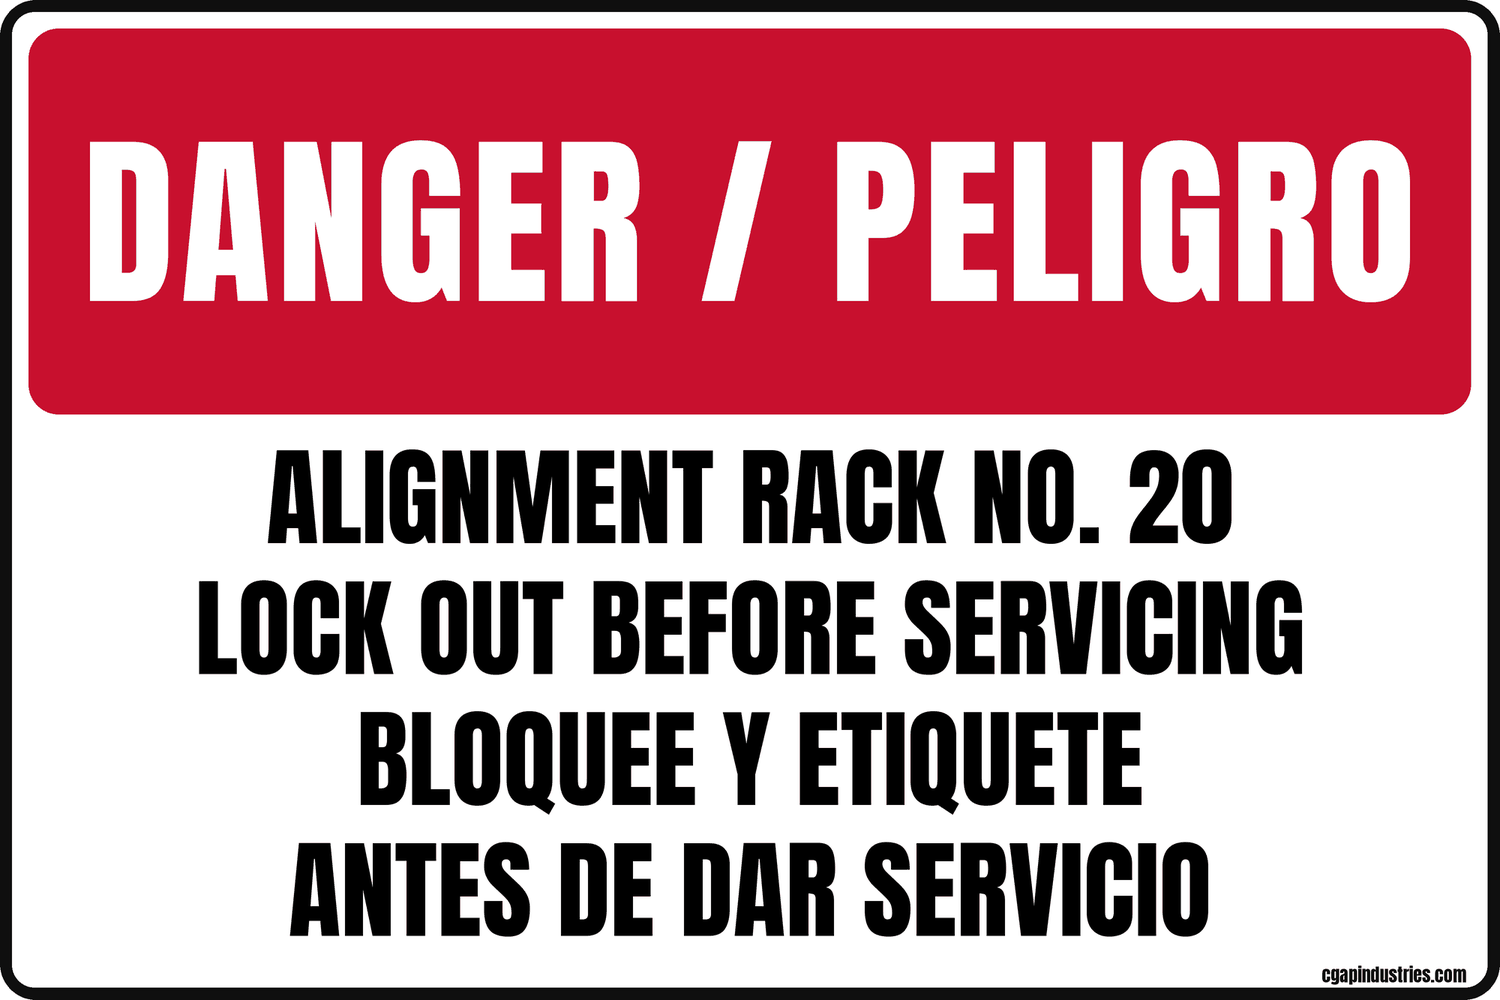 DANGER / PELIGRO
ALIGNMENT RACK NO. 20
LOCK OUT BEFORE SERVICING
BLOQUEE Y ETIQUETE
ANTES DE DAR SERVICIO
cgapindustries.com